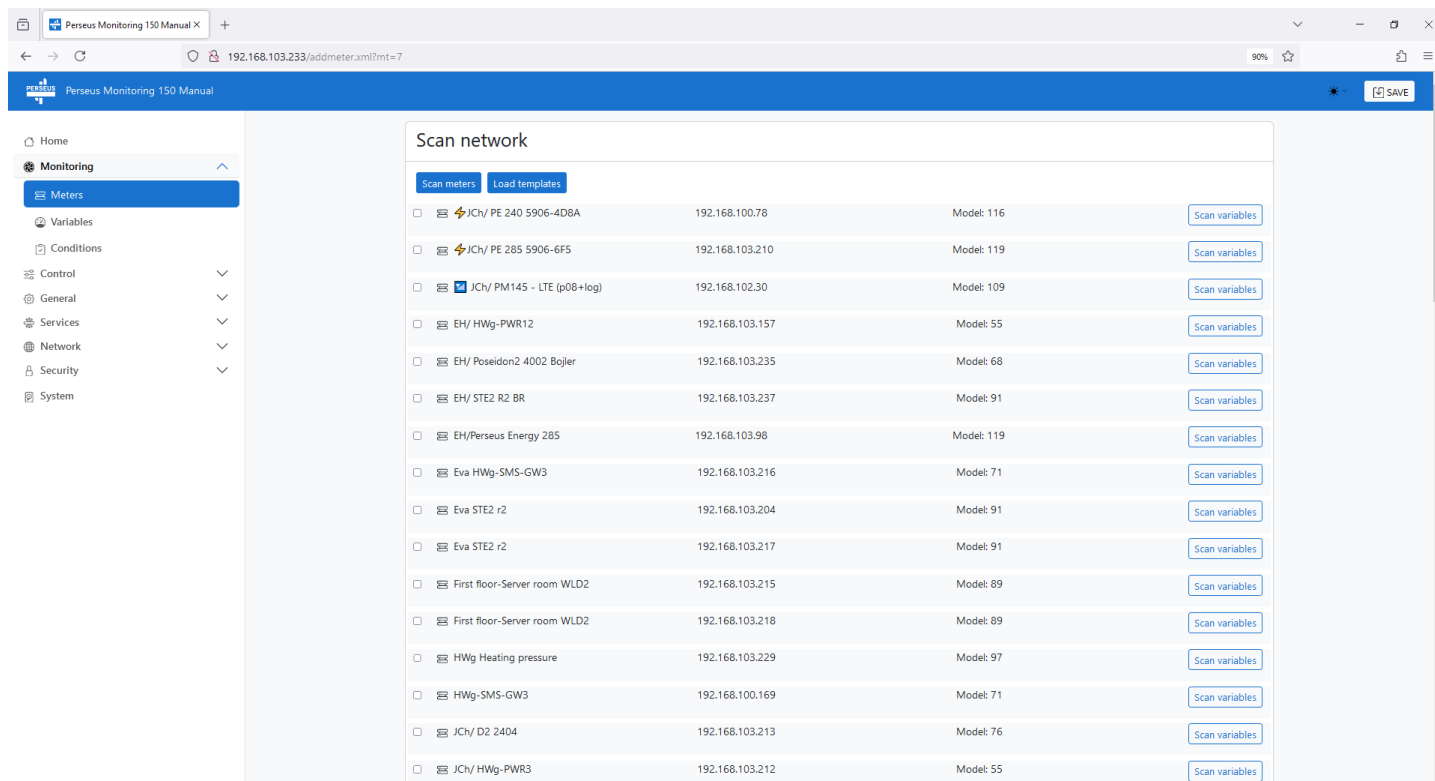 Perseus Monitoring 150 Manual
192.168.103.233/addmeter.xml?mt=7
90%
PERSEUS
Perseus Monitoring 150 Manual
SAVE
Home
Monitoring
Meters
Variables
Conditions
Control
General
Services
Network
Security
System
Scan network
Scan meters Load templates
JCh/ PE 240 5906-4D8A 192.168.100.78 Model: 116 Scan variables
JCh/ PE 285 5906-6F5 192.168.103.210 Model: 119 Scan variables
JCh/ PM145 - LTE (p08+log) 192.168.102.30 Model: 109 Scan variables
EH/ HWg-PWR12 192.168.103.157 Model: 55 Scan variables
EH/ Poseidon2 4002 Bojler 192.168.103.235 Model: 68 Scan variables
EH/ STE2 R2 BR 192.168.103.237 Model: 91 Scan variables
EH/Perseus Energy 285 192.168.103.98 Model: 119 Scan variables
Eva HWg-SMS-GW3 192.168.103.216 Model: 71 Scan variables
Eva STE2 r2 192.168.103.204 Model: 91 Scan variables
Eva STE2 r2 192.168.103.217 Model: 91 Scan variables
First floor-Server room WLD2 192.168.103.215 Model: 89 Scan variables
First floor-Server room WLD2 192.168.103.218 Model: 89 Scan variables
HWg Heating pressure 192.168.103.229 Model: 97 Scan variables
HWg-SMS-GW3 192.168.100.169 Model: 71 Scan variables
JCh/ D2 2404 192.168.103.213 Model: 76 Scan variables
JCh/ HWg-PWR3 192.168.103.212 Model: 55 Scan variables